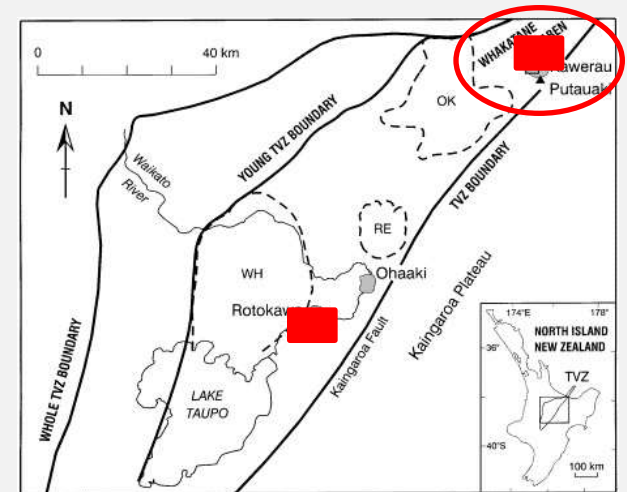 0
40 km
N
WHAKATANE
Kawerau
Putauaki
OK
YOUNG TVZ BOUNDARY
Waikato
River
TVZ BOUNDARY
RE
WH
Ohaaki
Rotokawa
Kaingaroa Plateau
Kaingaroa Fault
WHOLE TVZ BOUNDARY
LAKE
TAUPO
174°E
178°
NORTH ISLAND
NEW ZEALAND
36°
TVZ
40°S
100 km